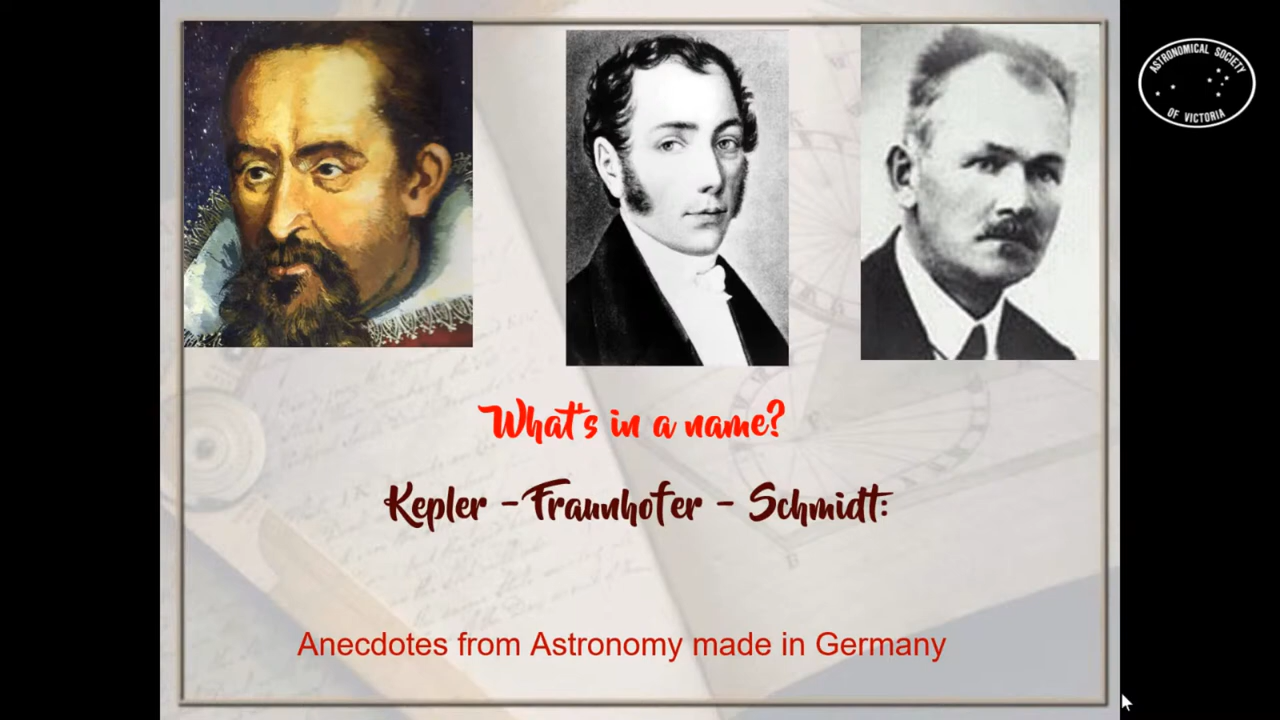 ASTRONOMICAL SOCIETY
OF VICTORIA
What's in a name?
Kepler - Fraunhofer - Schmidt:
Anecdotes from Astronomy made in Germany